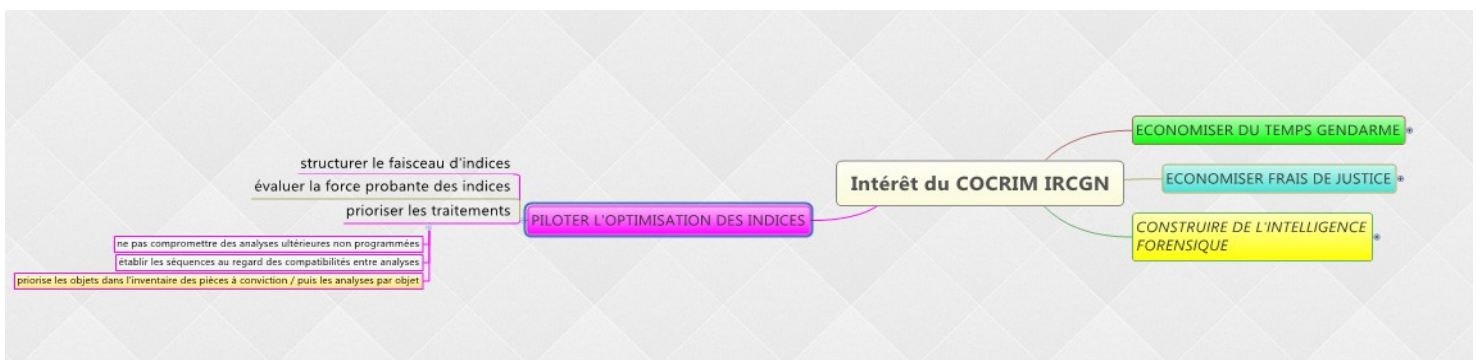 Intérêt du COCRIM IRCGN
ECONOMISER DU TEMPS GENDARME
ECONOMISER FRAIS DE JUSTICE
CONSTRUIRE DE L'INTELLIGENCE
FORENSIQUE
PILOTER L'OPTIMISATION DES INDICES
structurer le faisceau d'indices
évaluer la force probante des indices
prioriser les traitements
ne pas compromettre des analyses ultérieures non programmées
établir les séquences au regard des compatibilités entre analyses
priorise les objets dans l'inventaire des pièces à conviction / puis les analyses par objet